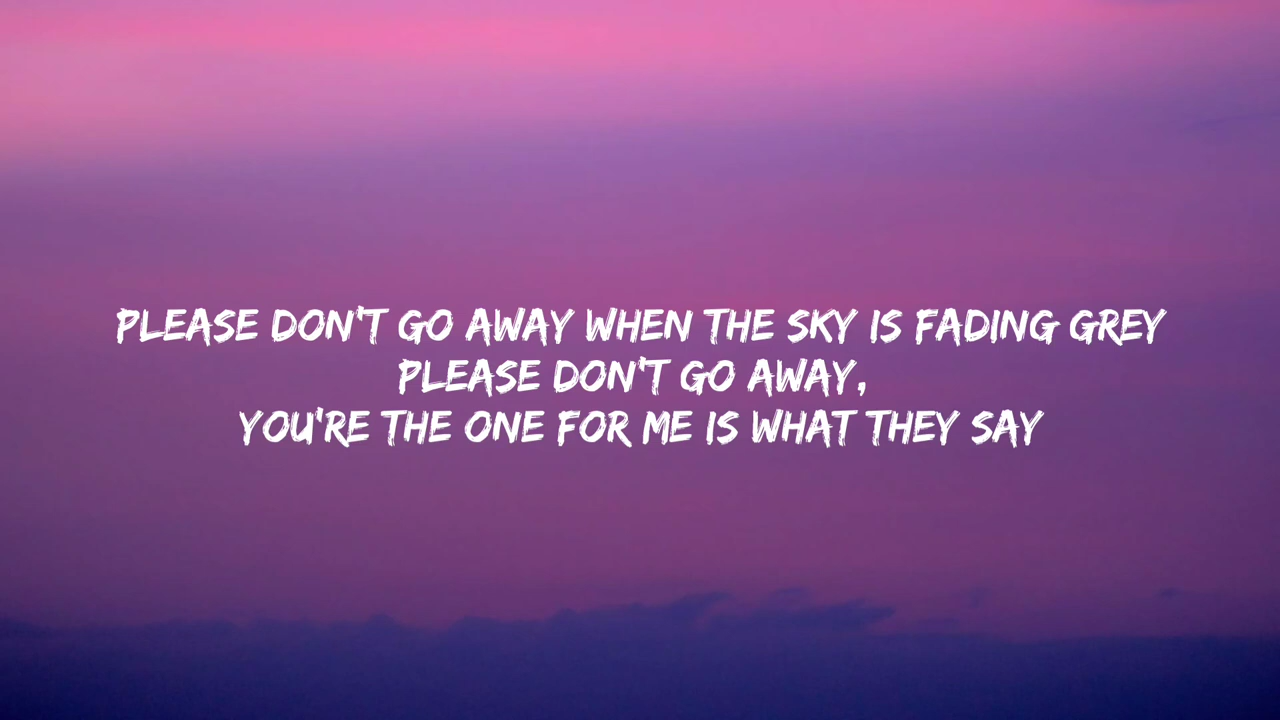 PLEASE DON'T GO AWAY WHEN THE SKY IS FADING GREY
PLEASE DON'T GO AWAY,
YOU'RE THE ONE FOR ME IS WHAT THEY SAY